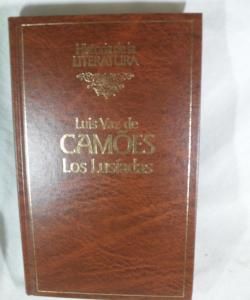 Historia de la
LITERATURA
Luis Vaz de
CAMÕES
Los Lusíadas